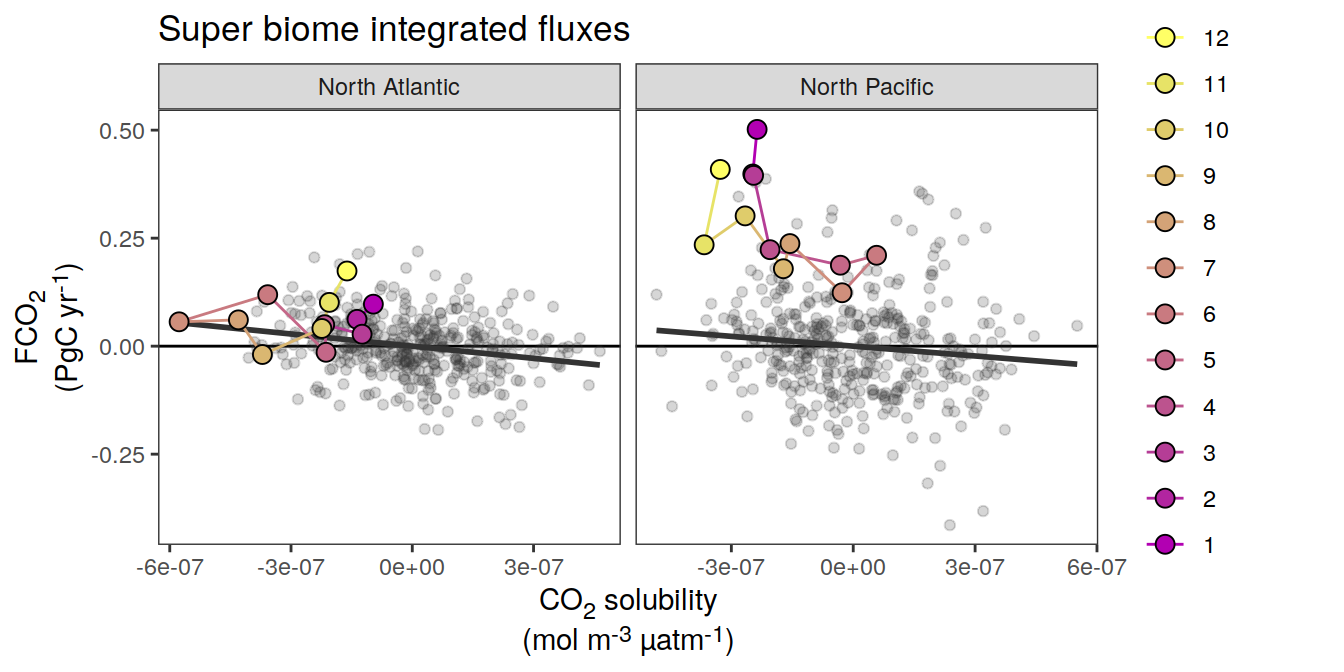 Super biome integrated fluxes
North Atlantic
North Pacific
FCO₂
(PgC yr⁻¹)
0.50
0.25
0.00
-0.25
-6e-07
-3e-07
0e+00
3e-07
-3e-07
0e+00
3e-07
6e-07
CO₂ solubility
(mol m⁻³ µatm⁻¹)
12
11
10
9
8
7
6
5
4
3
2
1